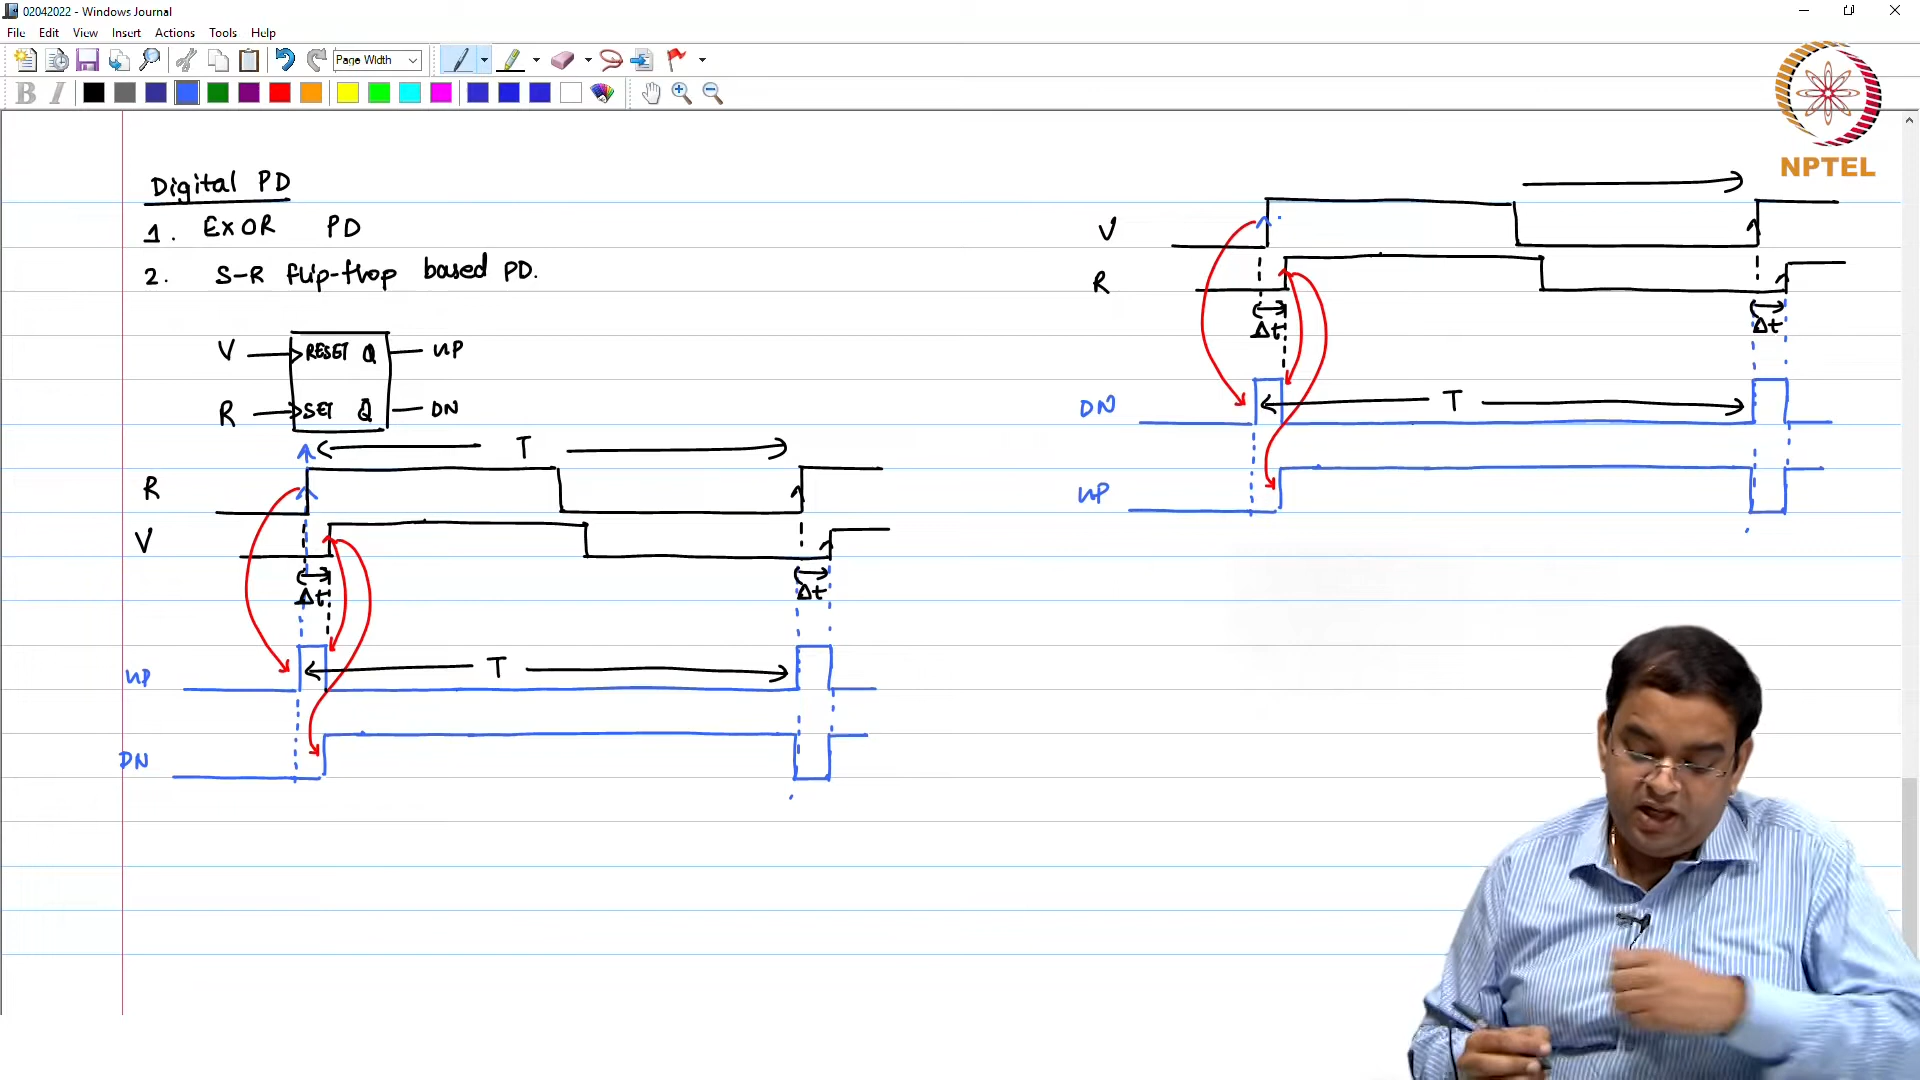 02042022 - Windows Journal
File Edit View Insert Actions Tools Help
Page Width
B I
NPTEL
Digital PD
1. EXOR PD
2. S-R flip-flop based PD.
V RESET Q UP
R SET Q DN
T
R
V
Δt Δt
UP T
DN
V
R
Δt Δt
DN T
UP